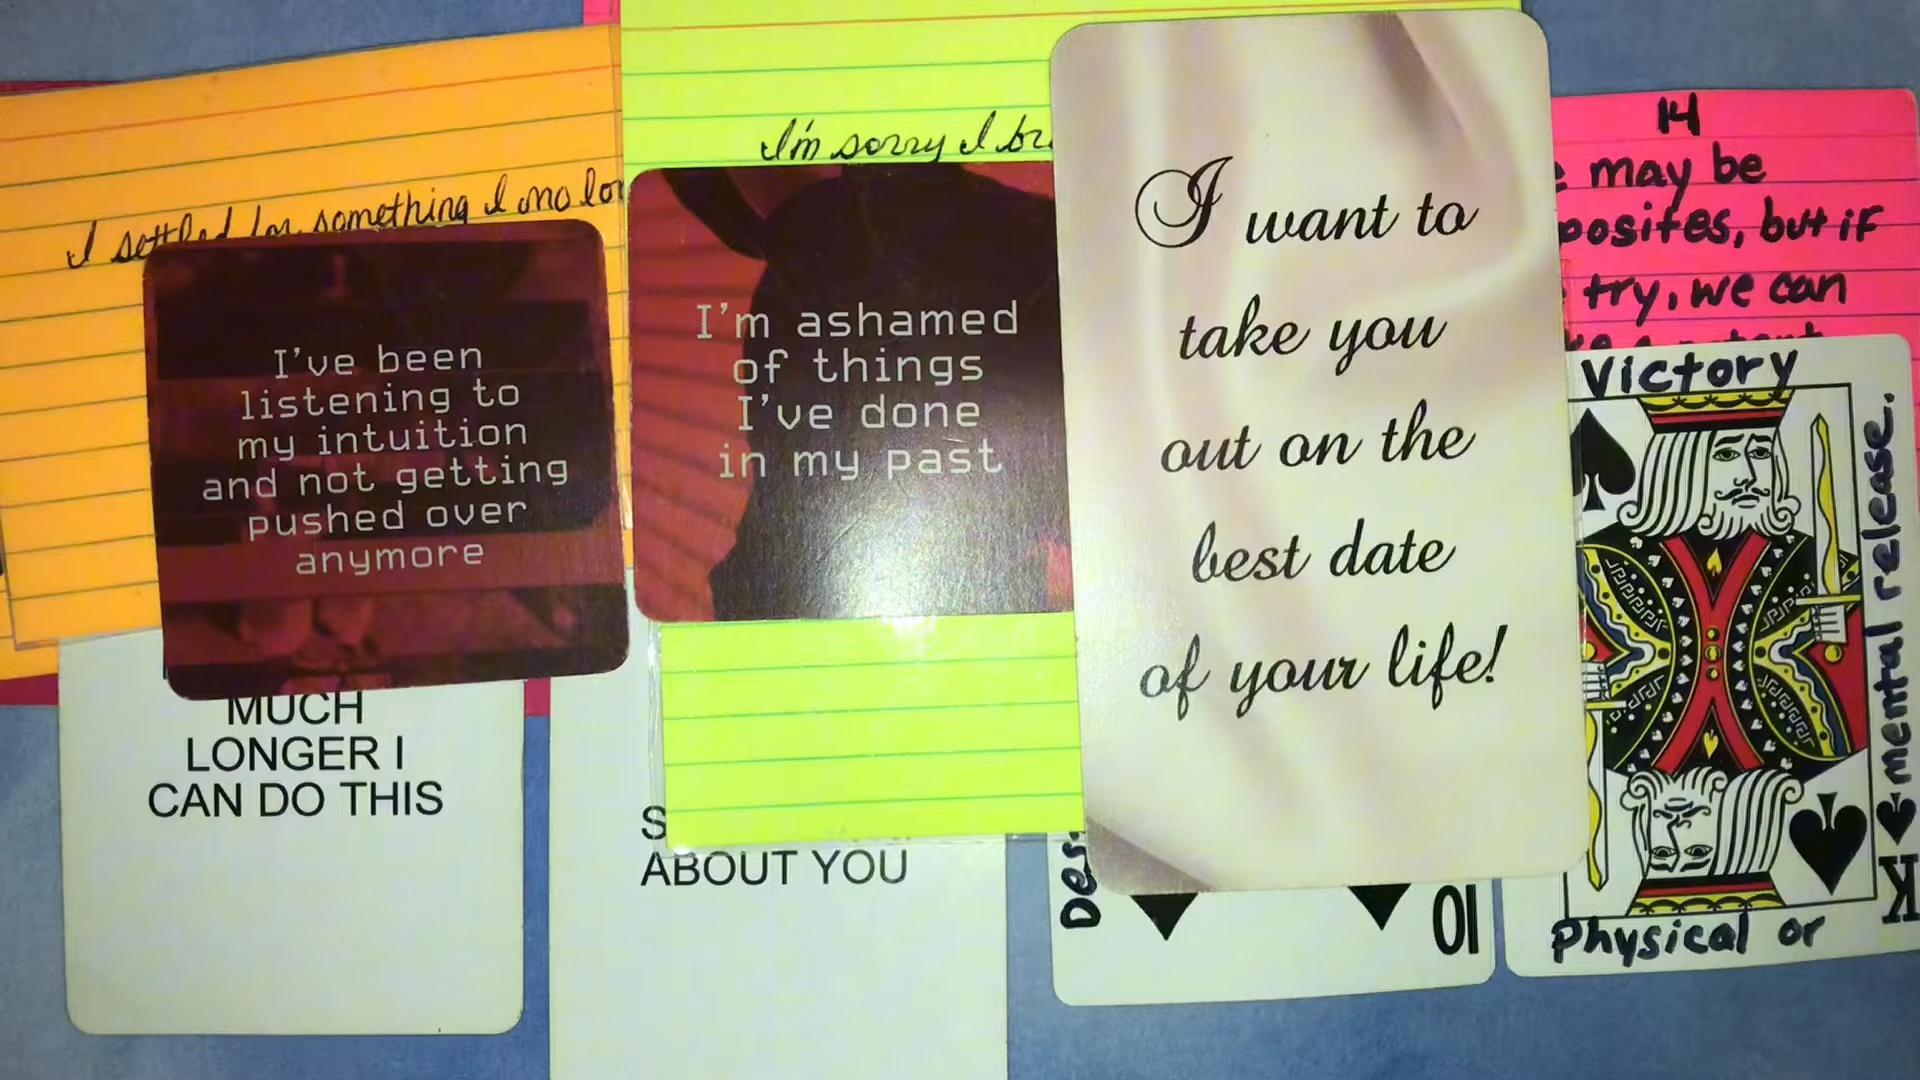 I settled for something I no lo
I've been
listening to
my intuition
and not getting
pushed over
anymore
MUCH
LONGER I
CAN DO THIS
I'm sorry I br
I'm ashamed
of things
I've done
in my past
S
ABOUT YOU
I want to
take you
out on the
best date
of your life!
Des
10
14
e may be
posites, but if
try, we can
Victory
mental release.
K
Physical or